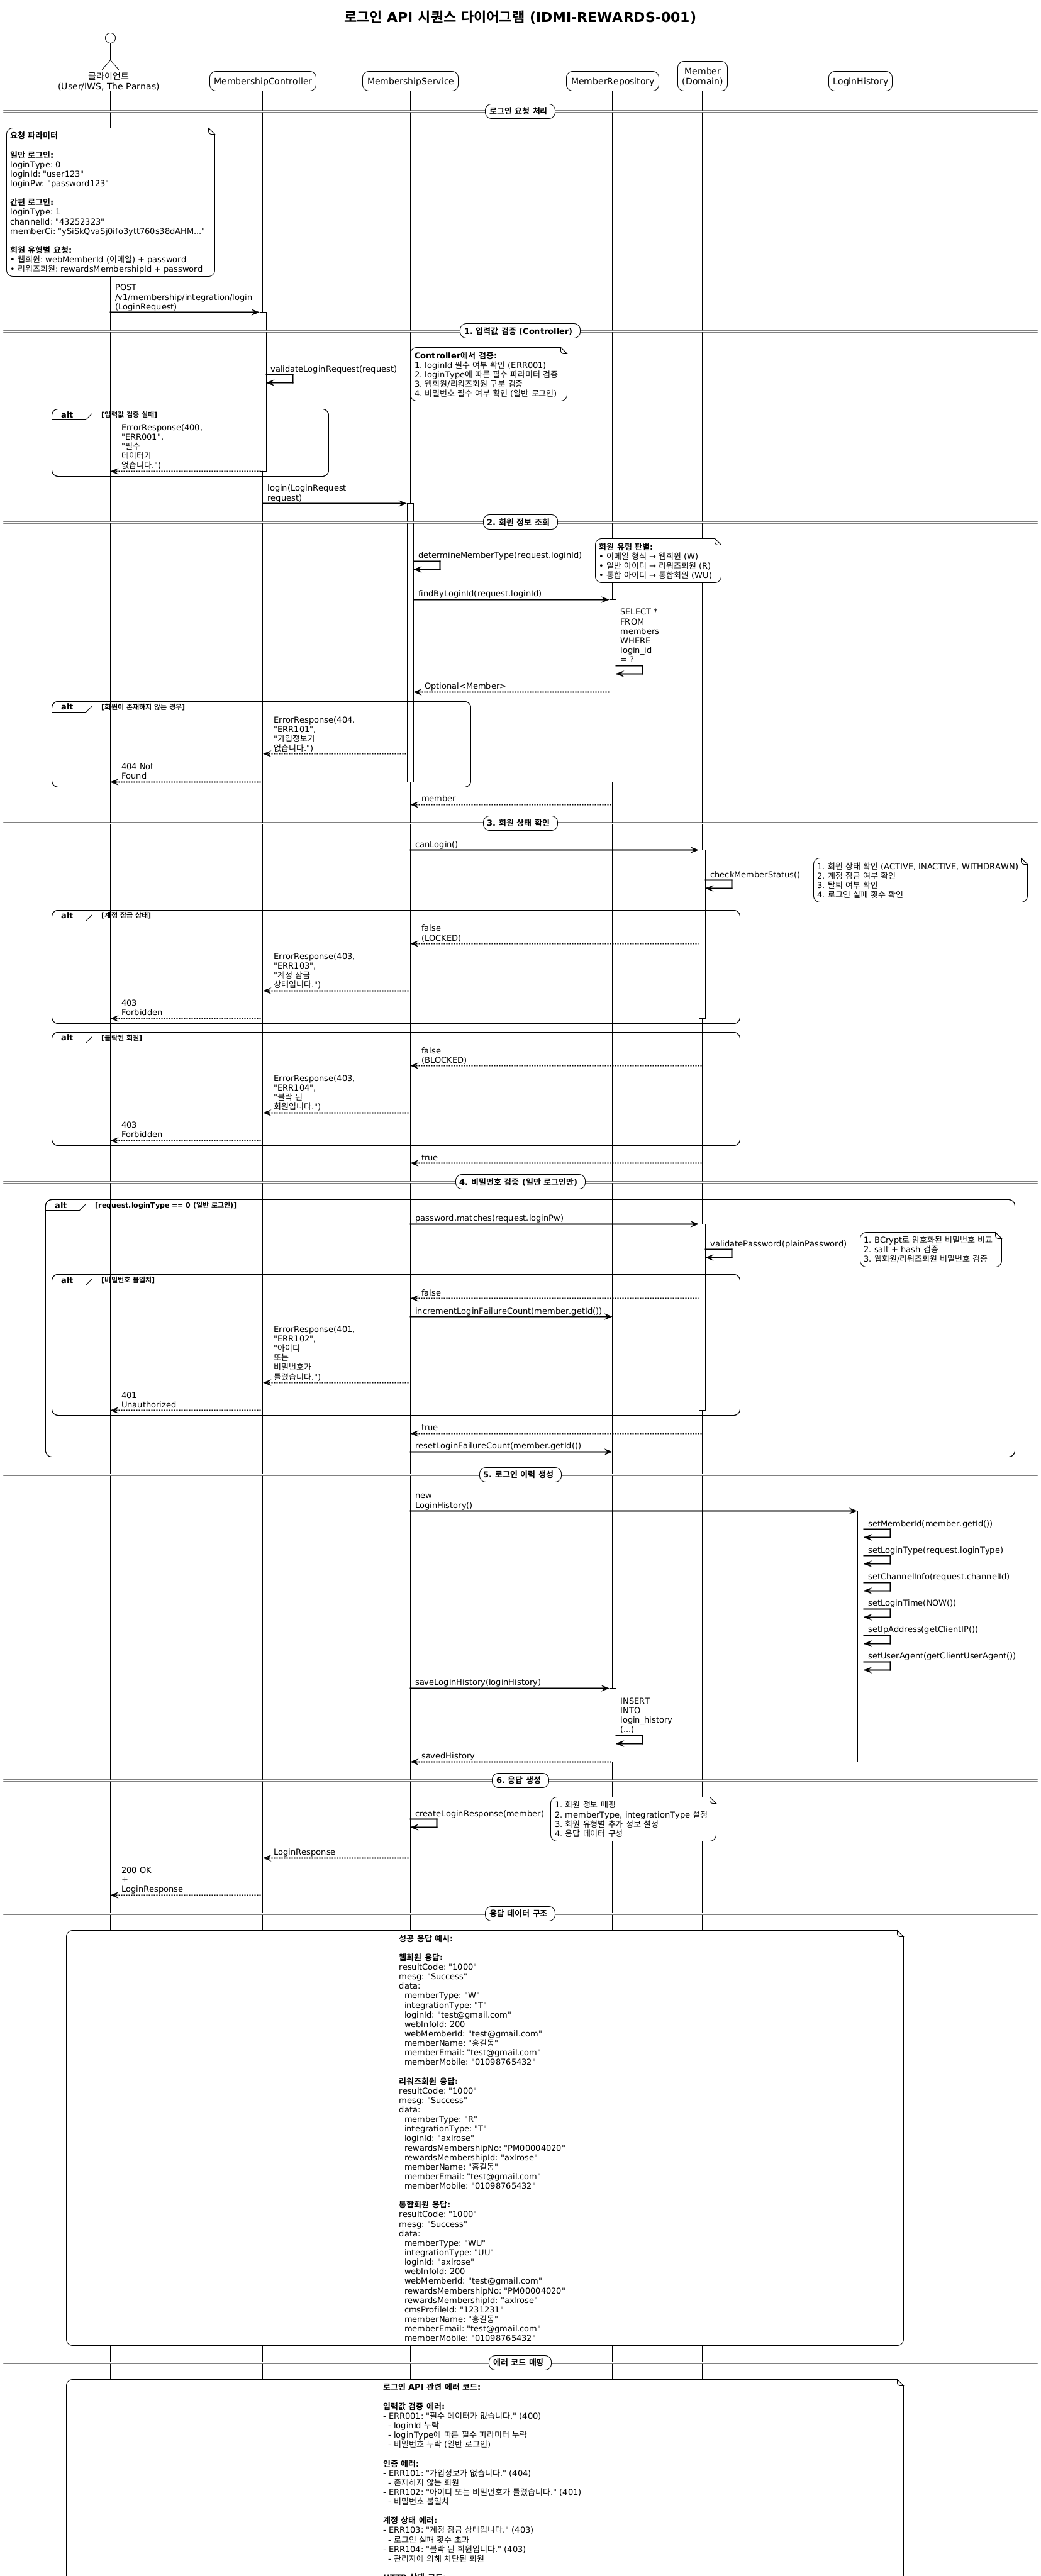 로그인 API 시퀀스 다이어그램 (IDMI-REWARDS-001)
클라이언트
(User/IWS, The Parnas)
MembershipController
MembershipService
MemberRepository
Member
(Domain)
LoginHistory
로그인 요청 처리
요청 파라미터
일반 로그인:
loginType: 0
loginId: "user123"
loginPw: "password123"
간편 로그인:
loginType: 1
channelId: "43252323"
memberCi: "ySiSkQvaSj0ifo3ytt760s38dAHM..."
회원 유형별 요청:
• 웹회원: webMemberId (이메일) + password
• 리워즈회원: rewardsMembershipId + password
POST
/v1/membership/integration/login
(LoginRequest)
1. 입력값 검증 (Controller)
validateLoginRequest(request)
Controller에서 검증:
1. loginId 필수 여부 확인 (ERR001)
2. loginType에 따른 필수 파라미터 검증
3. 웹회원/리워즈회원 구분 검증
4. 비밀번호 필수 여부 확인 (일반 로그인)
alt
[입력값 검증 실패]
ErrorResponse(400,
"ERR001",
"필수
데이터가
없습니다.")
login(LoginRequest
request)
2. 회원 정보 조회
determineMemberType(request.loginId)
회원 유형 판별:
• 이메일 형식 → 웹회원 (W)
• 일반 아이디 → 리워즈회원 (R)
• 통합 아이디 → 통합회원 (WU)
findByLoginId(request.loginId)
SELECT *
FROM
members
WHERE
login_id
= ?
Optional<Member>
alt
[회원이 존재하지 않는 경우]
ErrorResponse(404,
"ERR101",
"가입정보가
없습니다.")
404 Not
Found
member
3. 회원 상태 확인
canLogin()
checkMemberStatus()
1. 회원 상태 확인 (ACTIVE, INACTIVE, WITHDRAWN)
2. 계정 잠금 여부 확인
3. 탈퇴 여부 확인
4. 로그인 실패 횟수 확인
alt
[계정 잠금 상태]
false
(LOCKED)
ErrorResponse(403,
"ERR103",
"계정 잠금
상태입니다.")
403
Forbidden
alt
[블락된 회원]
false
(BLOCKED)
ErrorResponse(403,
"ERR104",
"블락 된
회원입니다.")
403
Forbidden
true
4. 비밀번호 검증 (일반 로그인만)
alt
[request.loginType == 0 (일반 로그인)]
password.matches(request.loginPw)
validatePassword(plainPassword)
1. BCrypt로 암호화된 비밀번호 비교
2. salt + hash 검증
3. 웹회원/리워즈회원 비밀번호 검증
alt
[비밀번호 불일치]
false
incrementLoginFailureCount(member.getId())
ErrorResponse(401,
"ERR102",
"아이디
또는
비밀번호가
틀렸습니다.")
401
Unauthorized
true
resetLoginFailureCount(member.getId())
5. 로그인 이력 생성
new
LoginHistory()
setMemberId(member.getId())
setLoginType(request.loginType)
setChannelInfo(request.channelId)
setLoginTime(NOW())
setIpAddress(getClientIP())
setUserAgent(getClientUserAgent())
saveLoginHistory(loginHistory)
INSERT
INTO
login_history
(...)
savedHistory
6. 응답 생성
createLoginResponse(member)
1. 회원 정보 매핑
2. memberType, integrationType 설정
3. 회원 유형별 추가 정보 설정
4. 응답 데이터 구성
LoginResponse
200 OK
+
LoginResponse
응답 데이터 구조
성공 응답 예시:
웹회원 응답:
resultCode: "1000"
mesg: "Success"
data:
memberType: "W"
integrationType: "T"
loginId: "test@gmail.com"
webInfoId: 200
webMemberId: "test@gmail.com"
memberName: "홍길동"
memberEmail: "test@gmail.com"
memberMobile: "01098765432"
리워즈회원 응답:
resultCode: "1000"
mesg: "Success"
data:
memberType: "R"
integrationType: "T"
loginId: "axlrose"
rewardsMembershipNo: "PM00004020"
rewardsMembershipId: "axlrose"
memberName: "홍길동"
memberEmail: "test@gmail.com"
memberMobile: "01098765432"
통합회원 응답:
resultCode: "1000"
mesg: "Success"
data:
memberType: "WU"
integrationType: "UU"
loginId: "axlrose"
webInfoId: 200
webMemberId: "test@gmail.com"
rewardsMembershipNo: "PM00004020"
rewardsMembershipId: "axlrose"
cmsProfileId: "1231231"
memberName: "홍길동"
memberEmail: "test@gmail.com"
memberMobile: "01098765432"
에러 코드 매핑
로그인 API 관련 에러 코드:
입력값 검증 에러:
- ERR001: "필수 데이터가 없습니다." (400)
- loginId 누락
- loginType에 따른 필수 파라미터 누락
- 비밀번호 누락 (일반 로그인)
인증 에러:
- ERR101: "가입정보가 없습니다." (404)
- 존재하지 않는 회원
- ERR102: "아이디 또는 비밀번호가 틀렸습니다." (401)
- 비밀번호 불일치
계정 상태 에러:
- ERR103: "계정 잠금 상태입니다." (403)
- 로그인 실패 횟수 초과
- ERR104: "블락 된 회원입니다." (403)
- 관리자에 의해 차단된 회원